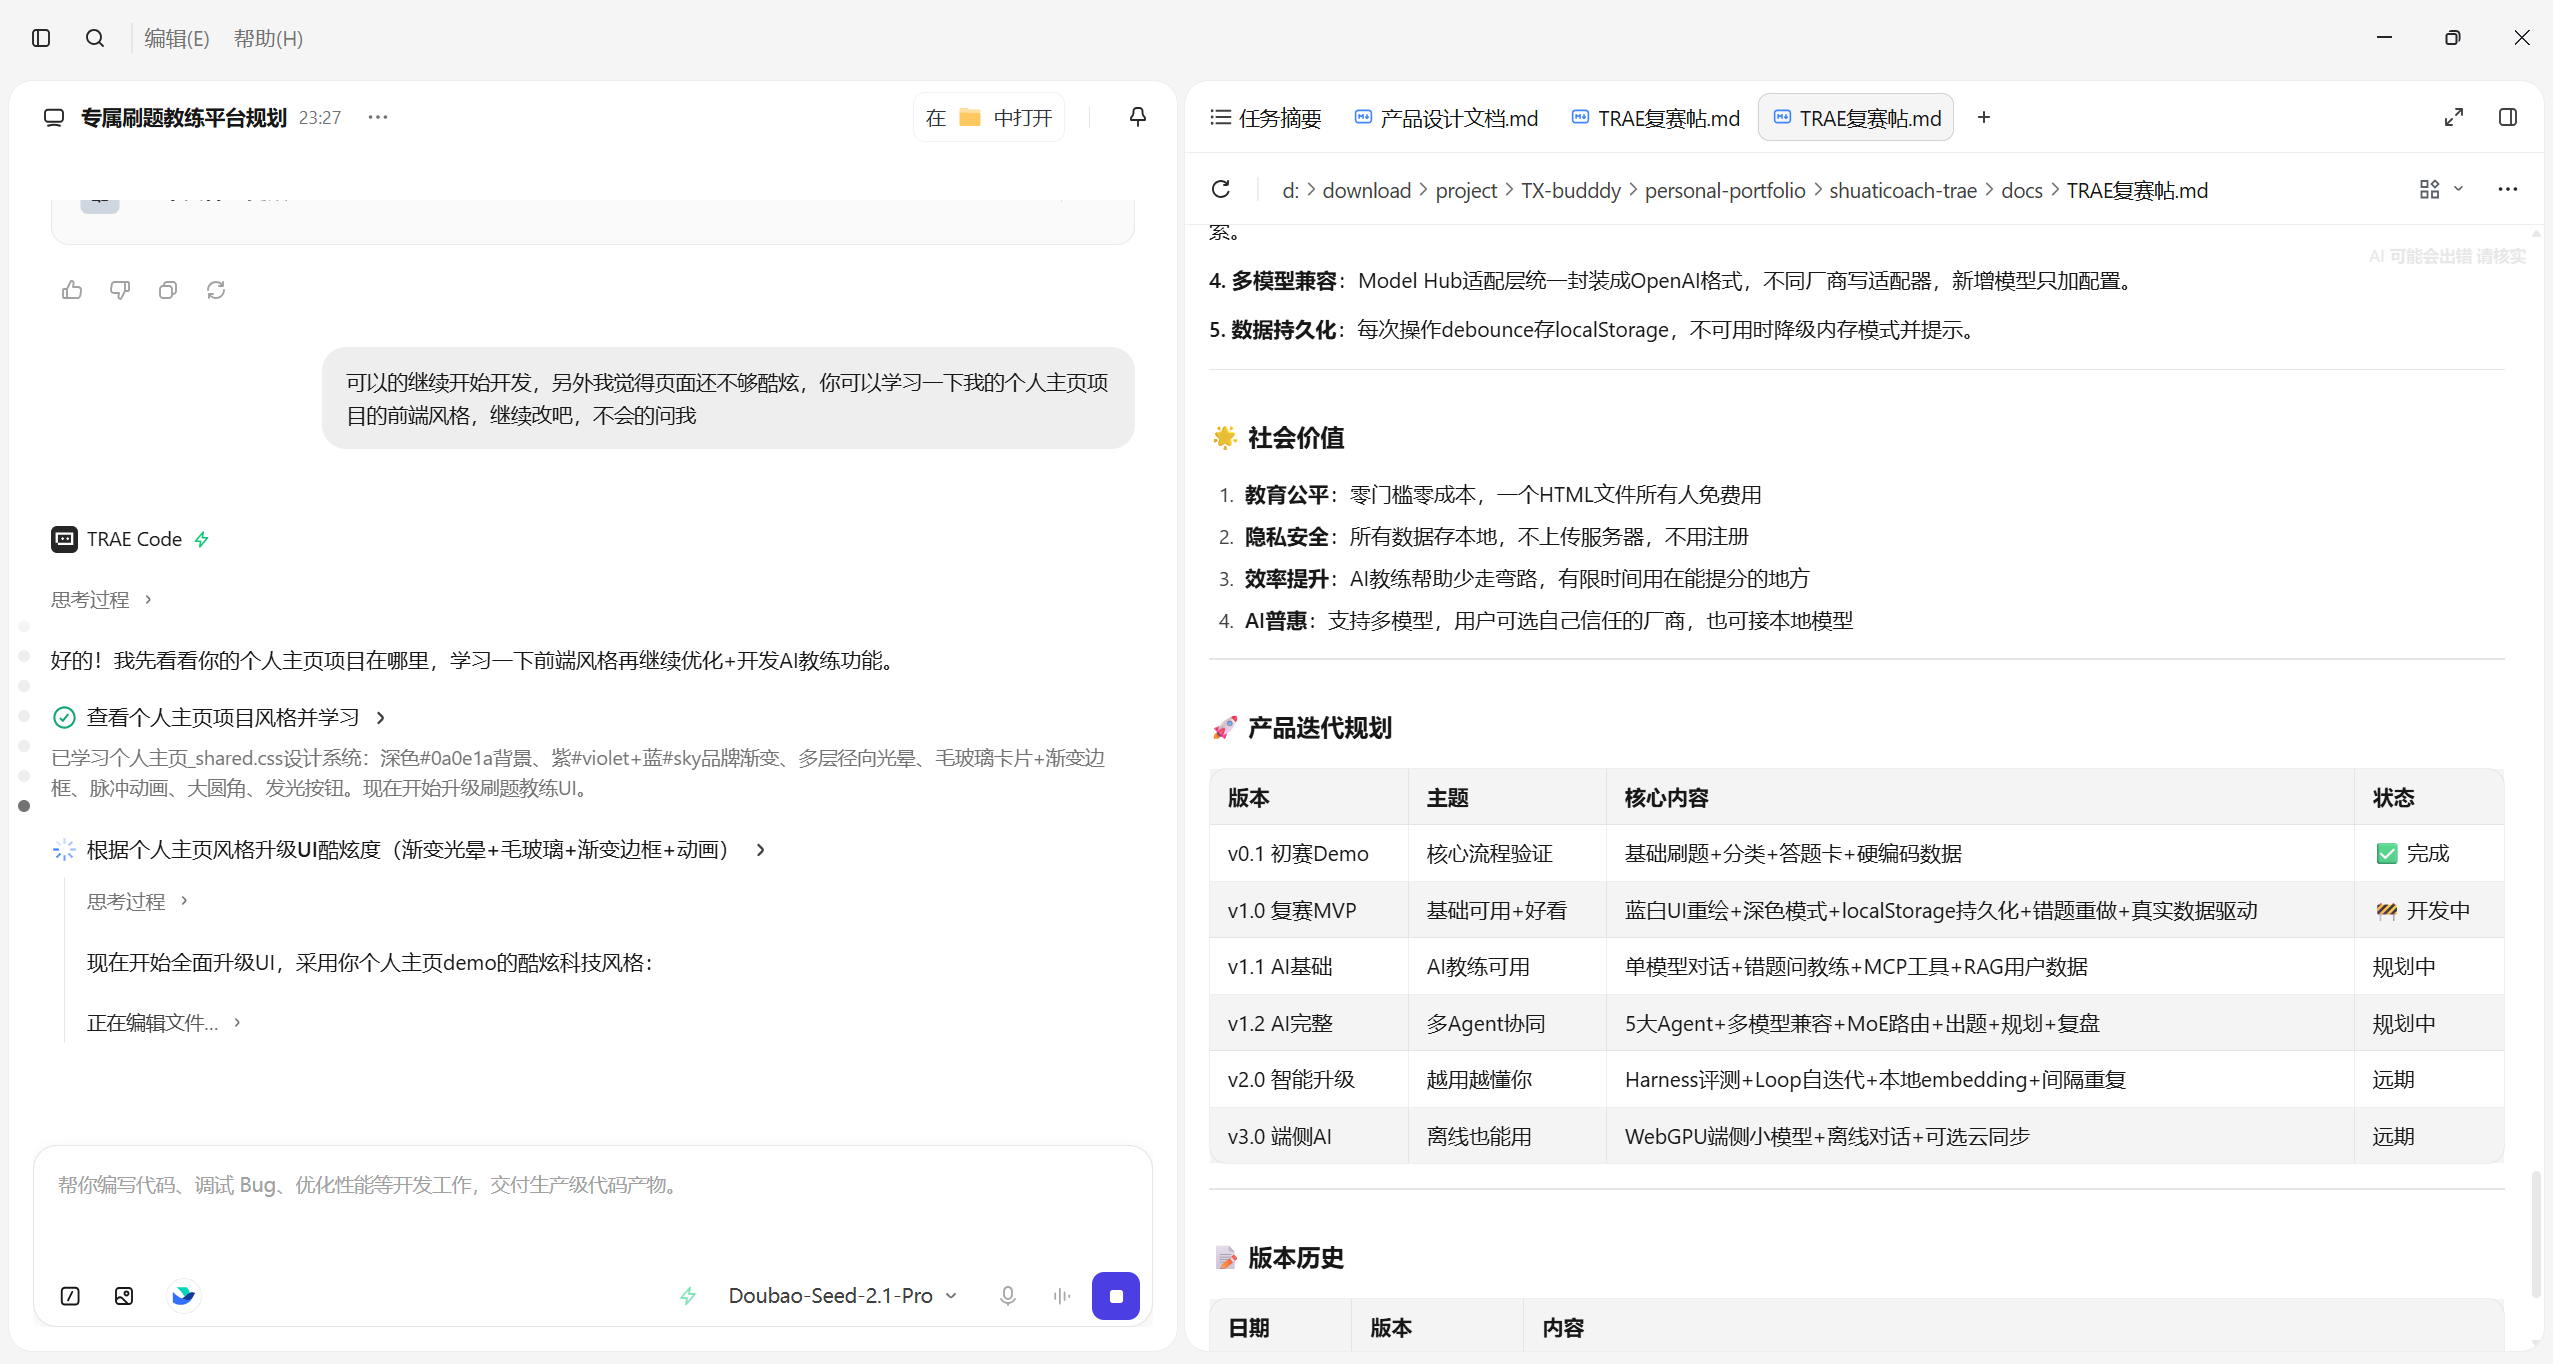 编辑(E) 帮助(H)
专属刷题教练平台规划 23:27 ···
在 中打开
可以的继续开始开发，另外我觉得页面还不够酷炫，你可以学习一下我的个人主页项
目的前端风格，继续改吧，不会的问我
TRAE Code
思考过程
好的！我先看看你的个人主页项目在哪里，学习一下前端风格再继续优化+开发AI教练功能。
查看个人主页项目风格并学习
已学习个人主页_shared.css设计系统：深色#0a0e1a背景、紫#violet+蓝#sky品牌渐变、多层径向光晕、毛玻璃卡片+渐变边
框、脉冲动画、大圆角、发光按钮。现在开始升级刷题教练UI。
根据个人主页风格升级UI酷炫度（渐变光晕+毛玻璃+渐变边框+动画）
思考过程
现在开始全面升级UI，采用你个人主页demo的酷炫科技风格：
正在编辑文件...
帮你编写代码、调试 Bug、优化性能等开发工作，交付生产级代码产物。
Doubao-Seed-2.1-Pro
任务摘要 产品设计文档.md TRAE复赛帖.md TRAE复赛帖.md
d: > download > project > TX-budddy > personal-portfolio > shuaticoach-trae > docs > TRAE复赛帖.md
索。
AI 可能会出错 请核实
4. 多模型兼容：Model Hub适配层统一封装成OpenAI格式，不同厂商写适配器，新增模型只加配置。
5. 数据持久化：每次操作debounce存localStorage，不可用时降级内存模式并提示。
🌟 社会价值
1. 教育公平：零门槛零成本，一个HTML文件所有人免费用
2. 隐私安全：所有数据存本地，不上传服务器，不用注册
3. 效率提升：AI教练帮助少走弯路，有限时间用在能提分的地方
4. AI普惠：支持多模型，用户可选自己信任的厂商，也可接本地模型
🚀 产品迭代规划
版本 主题 核心内容 状态
v0.1 初赛Demo 核心流程验证 基础刷题+分类+答题卡+硬编码数据 ✅ 完成
v1.0 复赛MVP 基础可用+好看 蓝白UI重绘+深色模式+localStorage持久化+错题重做+真实数据驱动 🚧 开发中
v1.1 AI基础 AI教练可用 单模型对话+错题问教练+MCP工具+RAG用户数据 规划中
v1.2 AI完整 多Agent协同 5大Agent+多模型兼容+MoE路由+出题+规划+复盘 规划中
v2.0 智能升级 越用越懂你 Harness评测+Loop自迭代+本地embedding+间隔重复 远期
v3.0 端侧AI 离线也能用 WebGPU端侧小模型+离线对话+可选云同步 远期
📝 版本历史
日期 版本 内容